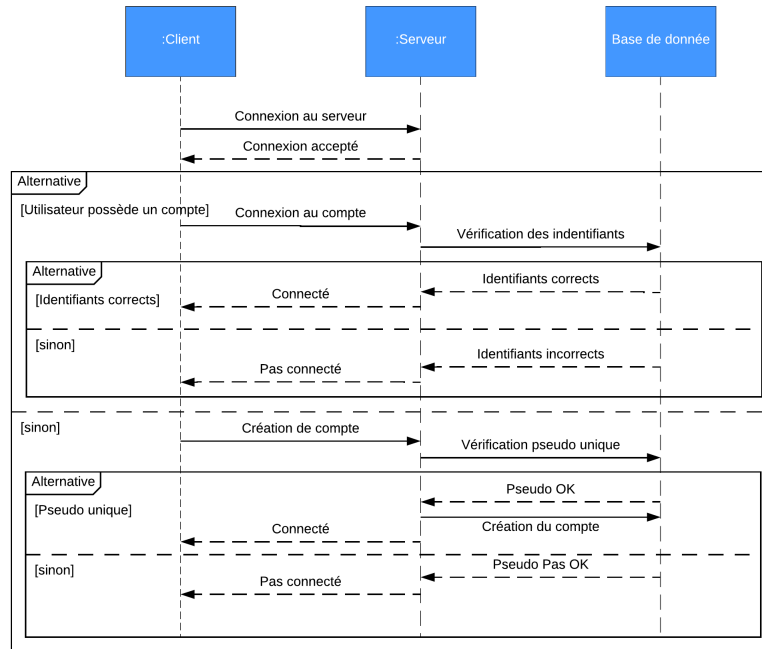 :Client
:Serveur
Base de donnée
Connexion au serveur
Connexion accepté
Alternative
[Utilisateur possède un compte]
Connexion au compte
Vérification des indentifiants
Alternative
[Identifiants corrects]
Identifiants corrects
Connecté
[sinon]
Identifiants incorrects
Pas connecté
[sinon]
Création de compte
Vérification pseudo unique
Alternative
[Pseudo unique]
Pseudo OK
Création du compte
Connecté
[sinon]
Pseudo Pas OK
Pas connecté